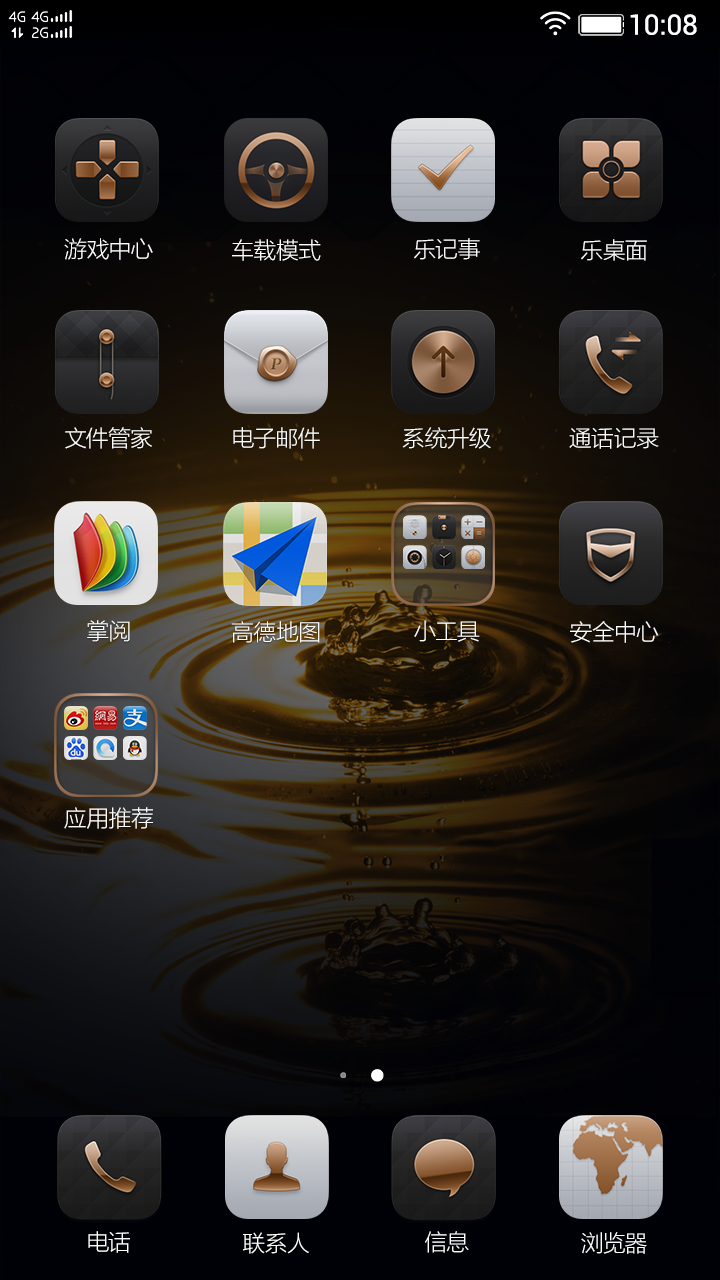 4G 4G
2G
10:08
游戏中心 车载模式 乐记事 乐桌面
P
文件管家 电子邮件 系统升级 通话记录
掌阅 高德地图 小工具 安全中心
网易
支
du
应用推荐
电话 联系人 信息 浏览器